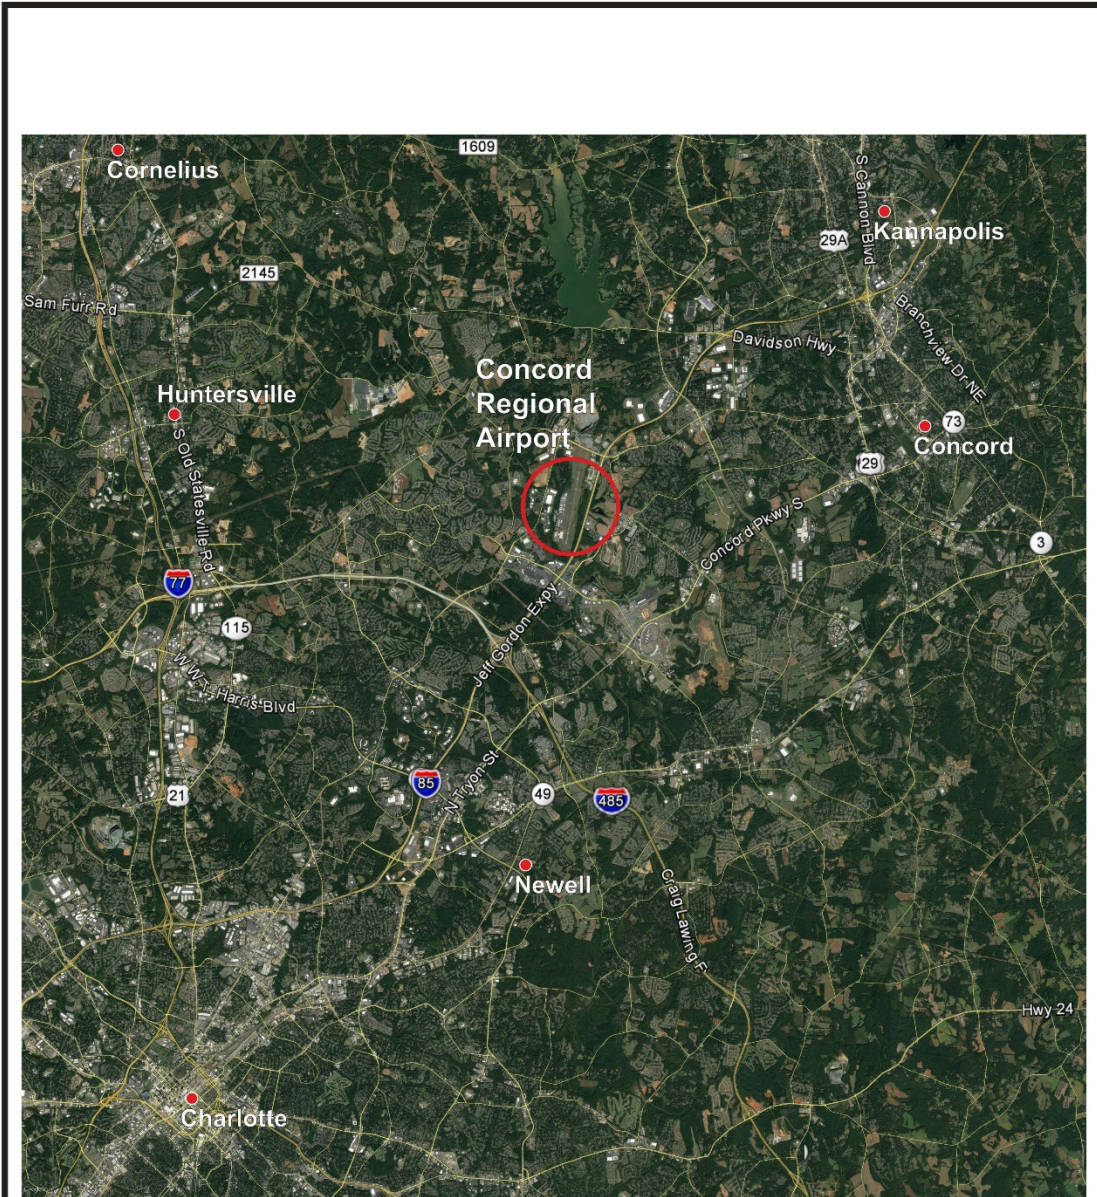 1609
Cornelius
S Cannon Blvd
Kannapolis
29A
2145
Sam Furr Rd
Branchview Dr NE
Davidson Hwy
Concord
Regional
Airport
Huntersville
73
Concord
S Old Statesville Rd
29
Concord Pkwy S
3
77
Jeff Gordon Expy
115
W W.T. Harris Blvd
85
N Tryon St
21
49
485
Newell
Craig Lawing F
Hwy 24
Charlotte